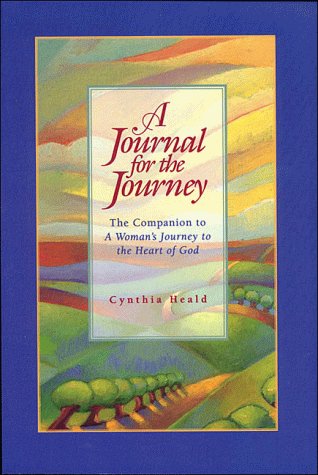 A
Journal
for the
Journey
The Companion to
A Woman's Journey to
the Heart of God
Cynthia Heald